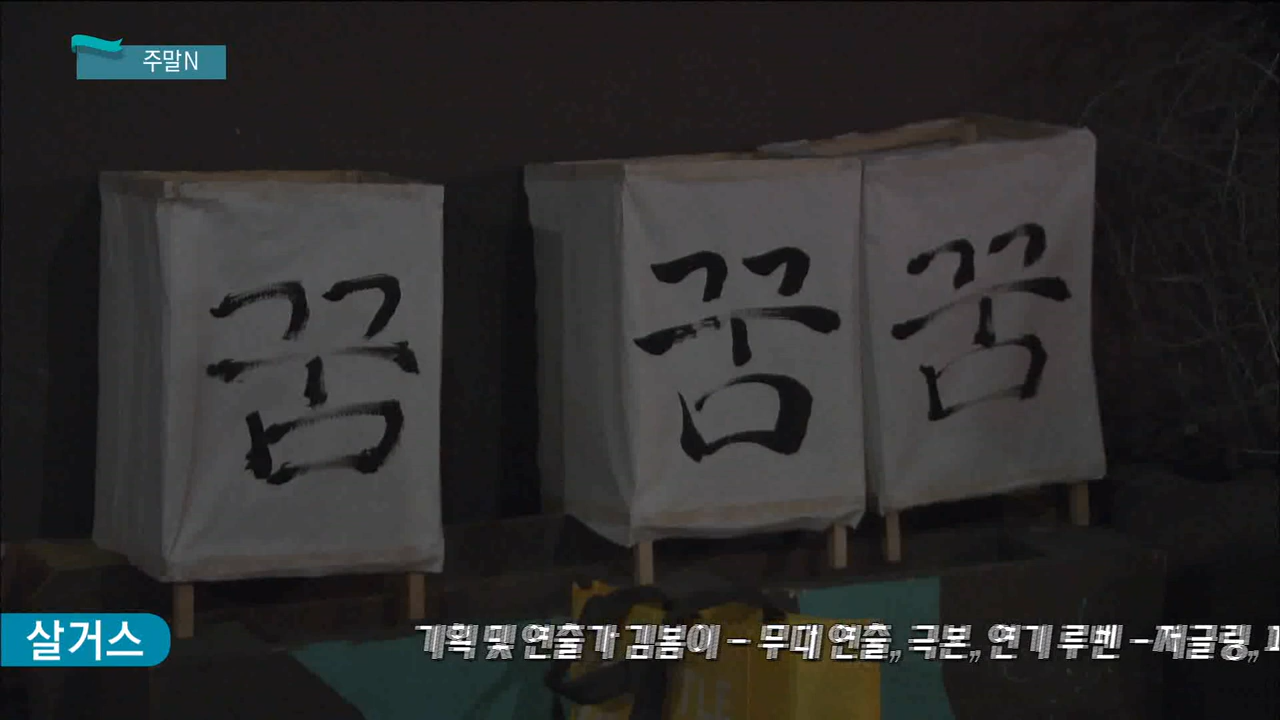 주말N
꿈
꿈
꿈
살거스
기획 및 연출가 김봄이 - 무대 연출,, 극본,, 연기 루벤 -저글링,,